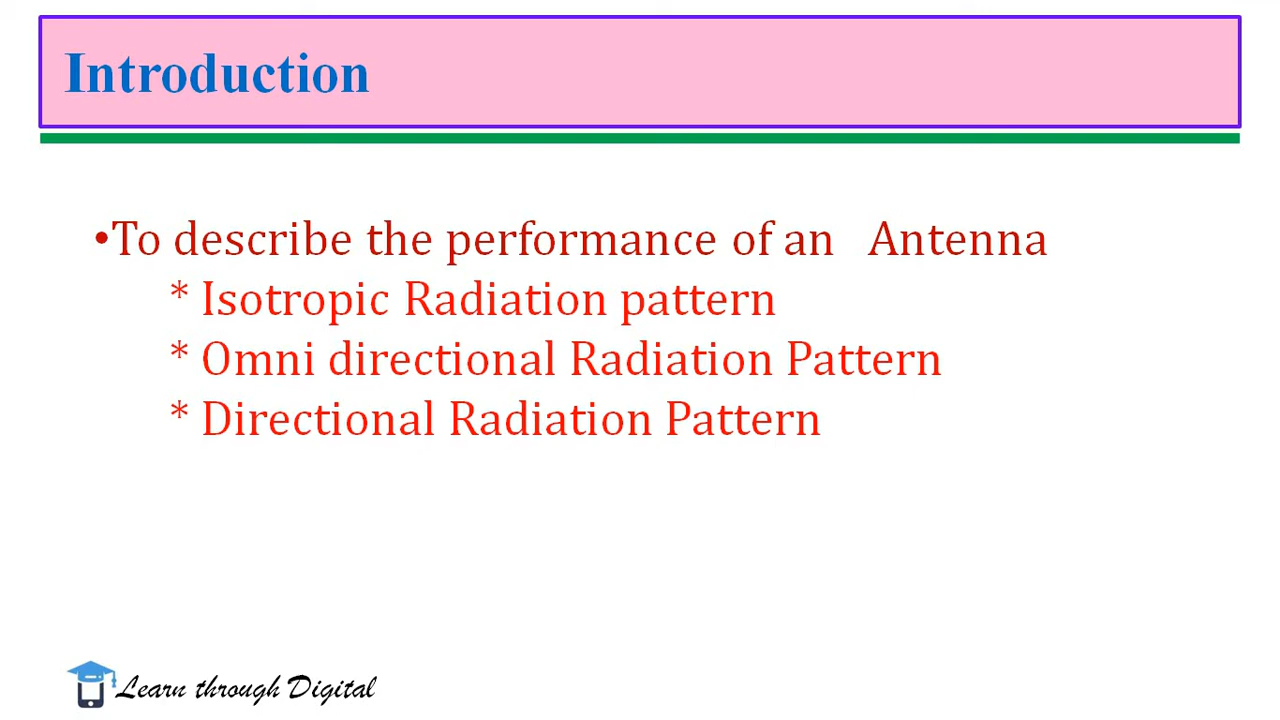 Introduction
•To describe the performance of an Antenna
* Isotropic Radiation pattern
* Omni directional Radiation Pattern
* Directional Radiation Pattern
Learn through Digital